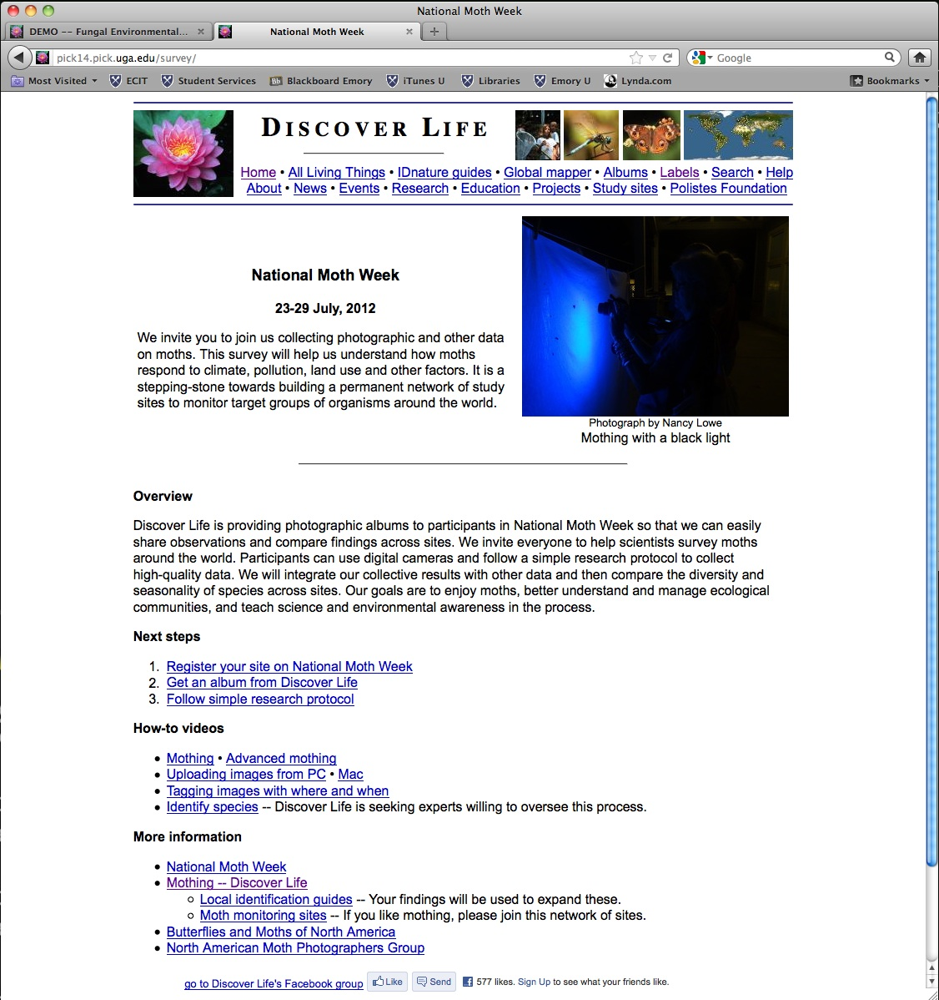 National Moth Week
DEMO -- Fungal Environmental...
National Moth Week
pick14.pick.uga.edu/survey/
Google
Most Visited
ECIT
Student Services
Bb Blackboard Emory
iTunes U
Libraries
Emory U
Lynda.com
Bookmarks
DISCOVER LIFE
Home • All Living Things • IDnature guides • Global mapper • Albums • Labels • Search • Help
About • News • Events • Research • Education • Projects • Study sites • Polistes Foundation
National Moth Week
23-29 July, 2012
We invite you to join us collecting photographic and other data
on moths. This survey will help us understand how moths
respond to climate, pollution, land use and other factors. It is a
stepping-stone towards building a permanent network of study
sites to monitor target groups of organisms around the world.
Photograph by Nancy Lowe
Mothing with a black light
Overview
Discover Life is providing photographic albums to participants in National Moth Week so that we can easily
share observations and compare findings across sites. We invite everyone to help scientists survey moths
around the world. Participants can use digital cameras and follow a simple research protocol to collect
high-quality data. We will integrate our collective results with other data and then compare the diversity and
seasonality of species across sites. Our goals are to enjoy moths, better understand and manage ecological
communities, and teach science and environmental awareness in the process.
Next steps
1. Register your site on National Moth Week
2. Get an album from Discover Life
3. Follow simple research protocol
How-to videos
• Mothing • Advanced mothing
• Uploading images from PC • Mac
• Tagging images with where and when
• Identify species -- Discover Life is seeking experts willing to oversee this process.
More information
• National Moth Week
• Mothing -- Discover Life
Local identification guides -- Your findings will be used to expand these.
Moth monitoring sites -- If you like mothing, please join this network of sites.
• Butterflies and Moths of North America
• North American Moth Photographers Group
go to Discover Life's Facebook group Like Send f 577 likes. Sign Up to see what your friends like.